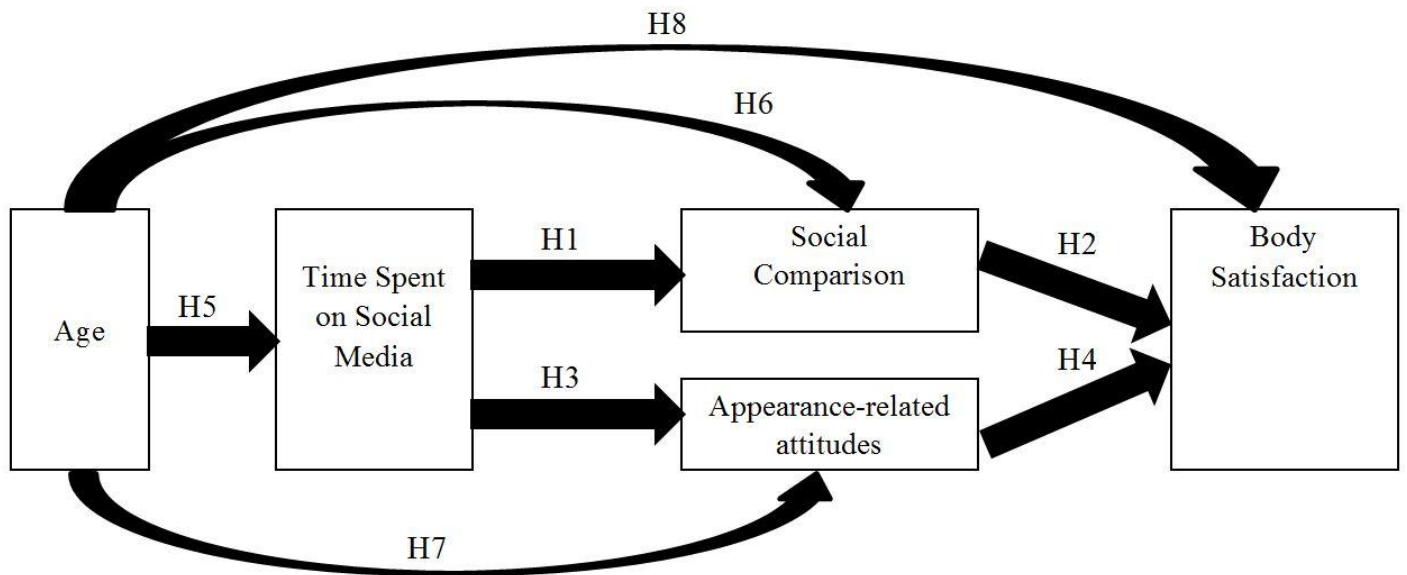 H8
H6
Age
H5
Time Spent
on Social
Media
H1
H3
Social
Comparison
Appearance-related
attitudes
H2
H4
Body
Satisfaction
H7